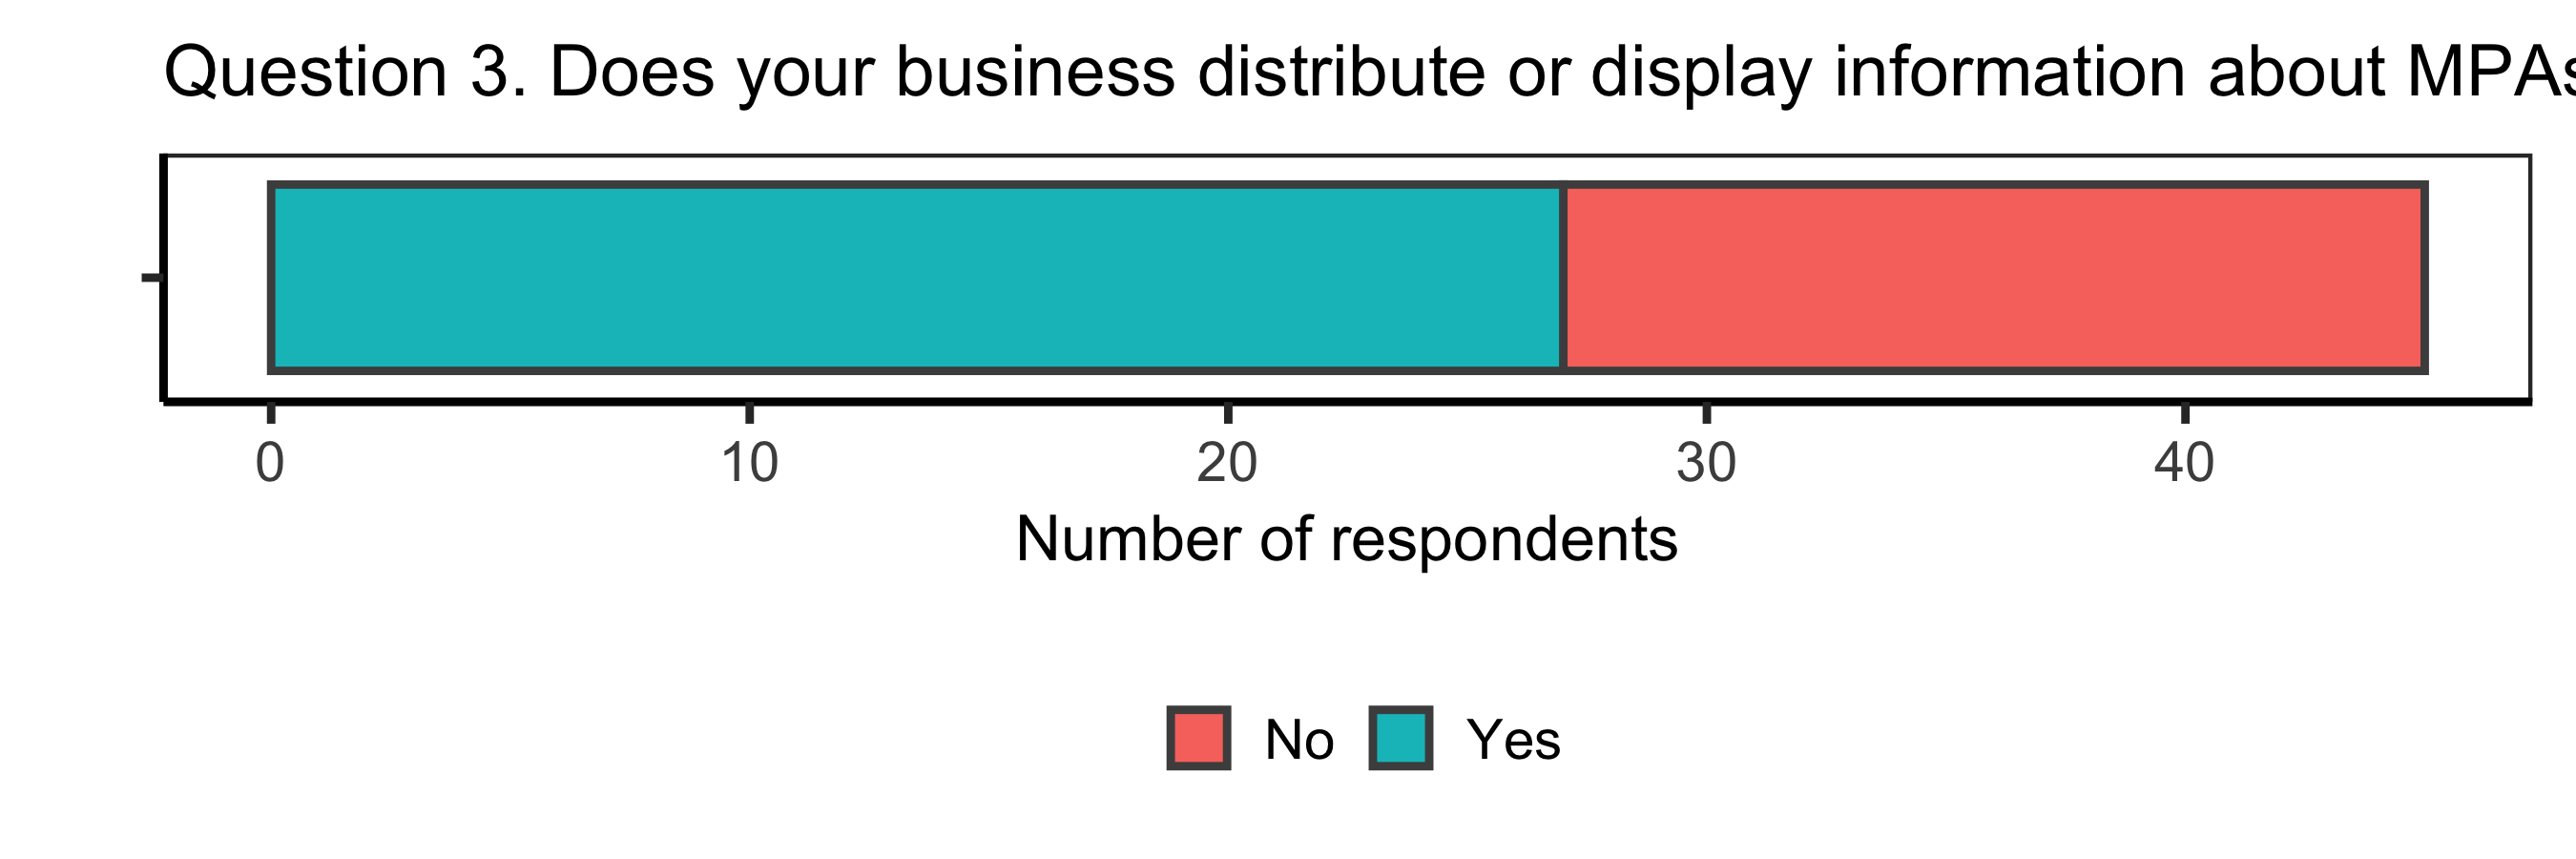 Question 3. Does your business distribute or display information about MPAs
0 10 20 30 40
Number of respondents
No Yes